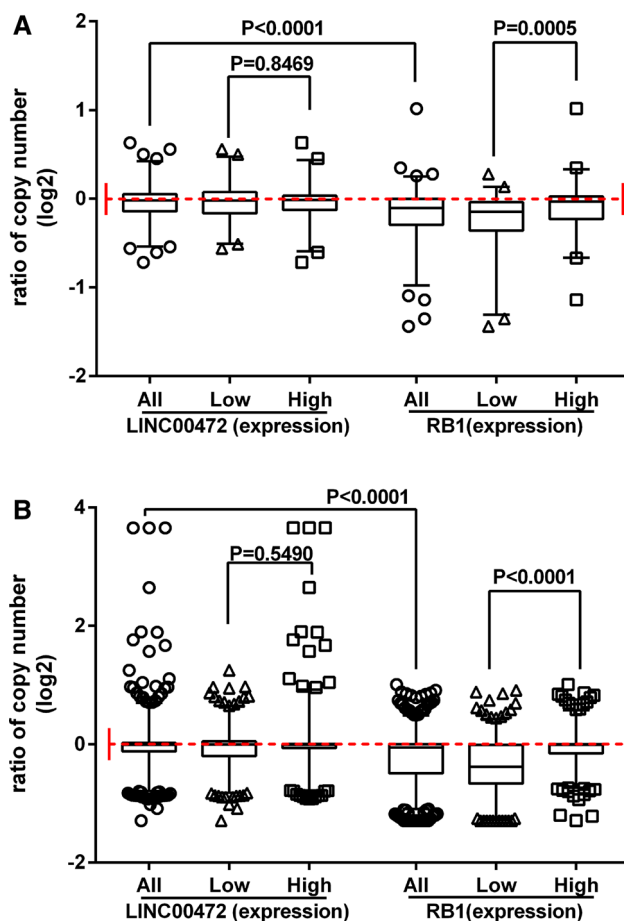 A
2
P<0.0001
P=0.0005
P=0.8469
1
0
-1
-2
ratio of copy number
(log2)
All Low High All Low High
LINC00472 (expression) RB1(expression)
B
4
P<0.0001
P=0.5490
P<0.0001
2
0
-2
ratio of copy number
(log2)
All Low High All Low High
LINC00472 (expression) RB1(expression)